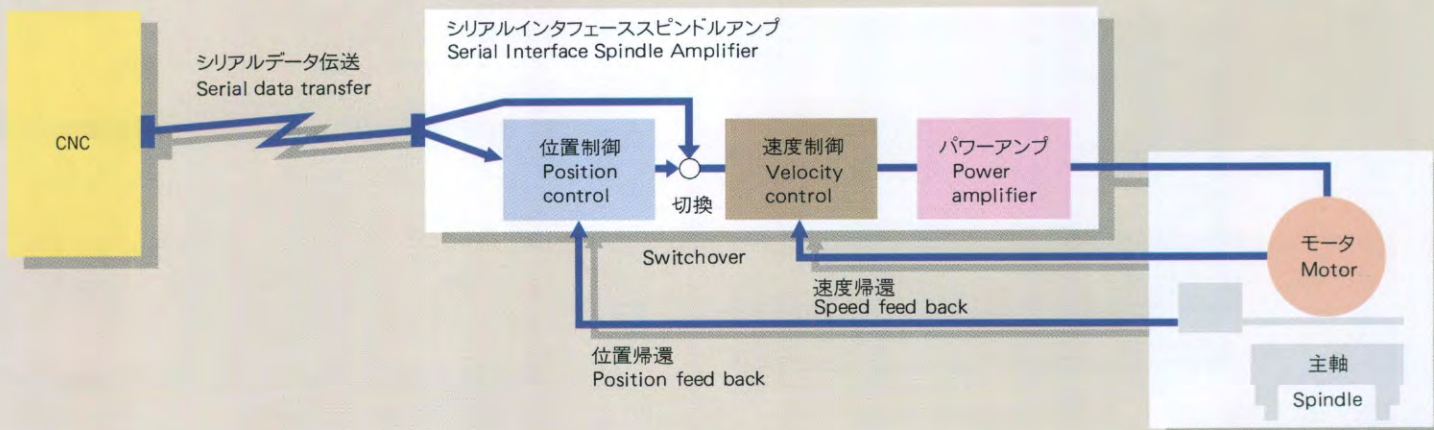 シリアルインタフェーススピンドルアンプ
Serial Interface Spindle Amplifier
シリアルデータ伝送
Serial data transfer
CNC
位置制御
Position
control
切換
Switchover
速度制御
Velocity
control
パワーアンプ
Power
amplifier
モータ
Motor
速度帰還
Speed feed back
位置帰還
Position feed back
主軸
Spindle